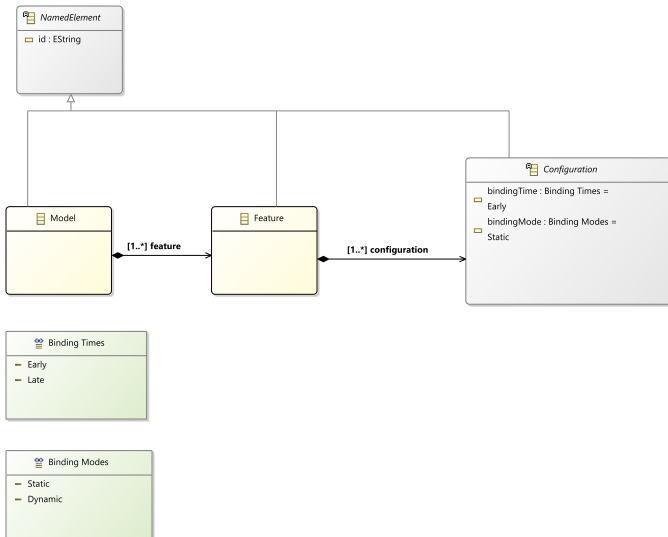 NamedElement
id : EString
Model
[1..*] feature
Feature
[1..*] configuration
Configuration
bindingTime : Binding Times =
Early
bindingMode : Binding Modes =
Static
Binding Times
Early
Late
Binding Modes
Static
Dynamic